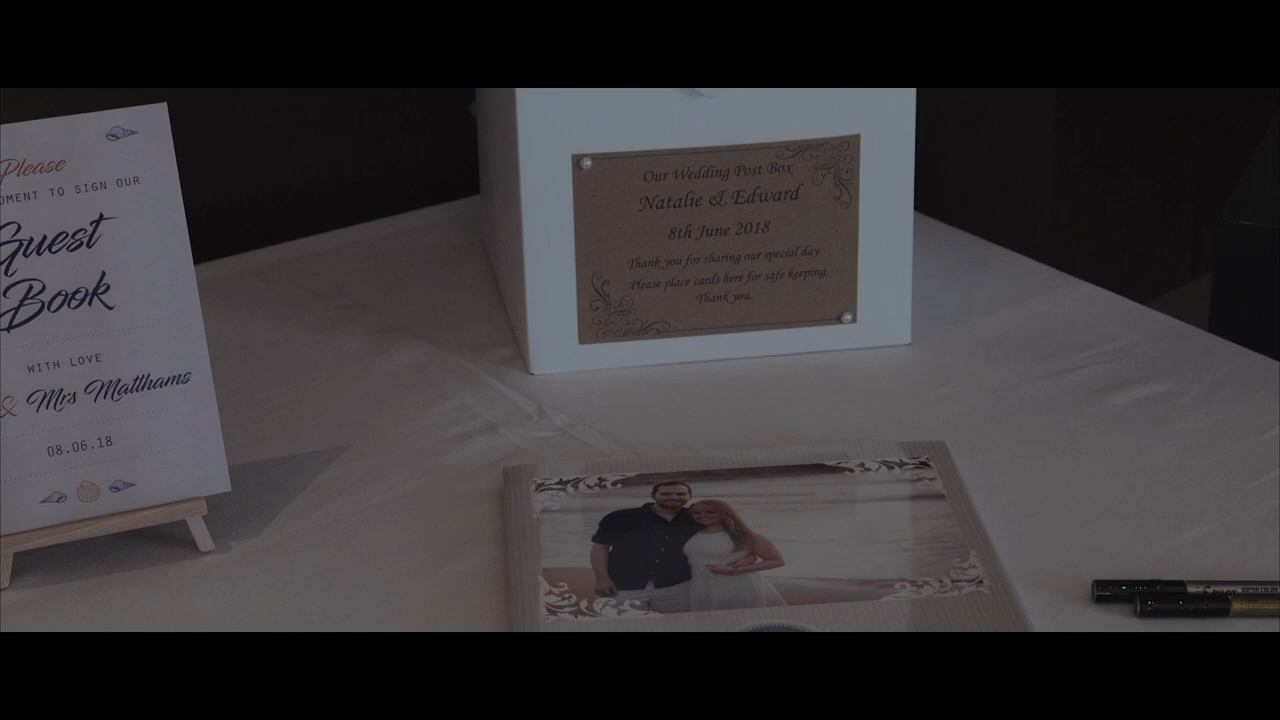 Please
OMENT TO SIGN OUR
Guest
Book
WITH LOVE
& Mrs Matthams
08.06.18
Our Wedding Post Box
Natalie & Edward
8th June 2018
Thank you for sharing our special day.
Please place cards here for safe keeping.
Thank you.
PILOT